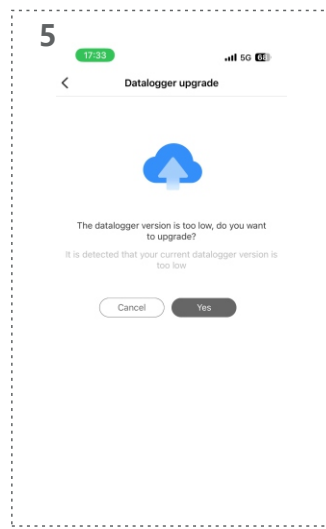 5
17:33
5G 68
Datalogger upgrade
The datalogger version is too low, do you want
to upgrade?
It is detected that your current datalogger version is
too low
Cancel
Yes